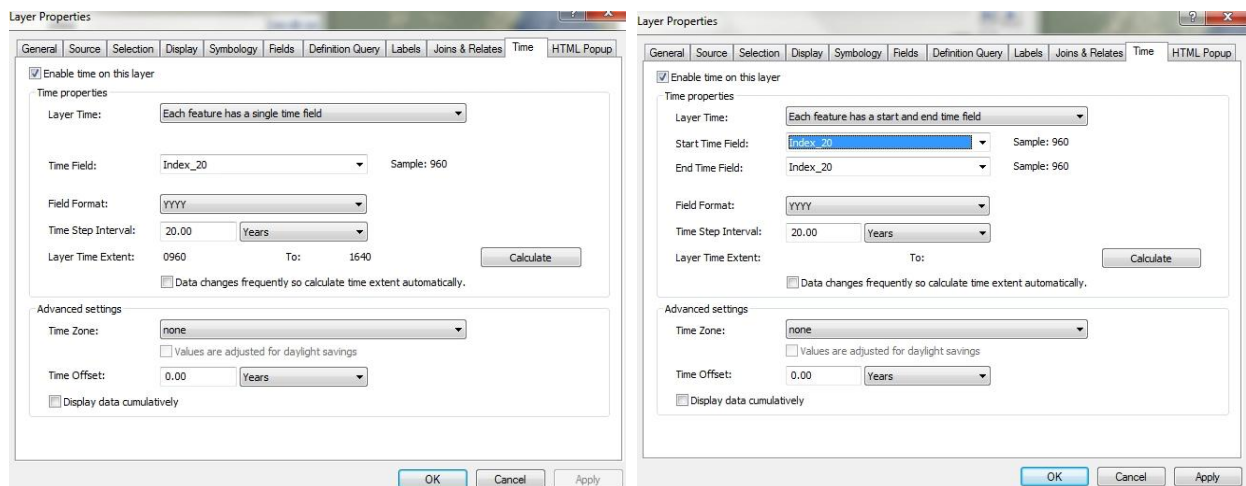 Layer Properties
General Source Selection Display Symbology Fields Definition Query Labels Joins & Relates Time HTML Popup
Enable time on this layer
Time properties
Layer Time: Each feature has a single time field
Time Field: Index_20 Sample: 960
Field Format: YYYY
Time Step Interval: 20.00 Years
Layer Time Extent: 0960 To: 1640 Calculate
Data changes frequently so calculate time extent automatically.
Advanced settings
Time Zone: none
Values are adjusted for daylight savings
Time Offset: 0.00 Years
Display data cumulatively
OK Cancel Apply
Layer Properties
General Source Selection Display Symbology Fields Definition Query Labels Joins & Relates Time HTML Popup
Enable time on this layer
Time properties
Layer Time: Each feature has a start and end time field
Start Time Field: Index_20 Sample: 960
End Time Field: Index_20 Sample: 960
Field Format: YYYY
Time Step Interval: 20.00 Years
Layer Time Extent: To: Calculate
Data changes frequently so calculate time extent automatically.
Advanced settings
Time Zone: none
Values are adjusted for daylight savings
Time Offset: 0.00 Years
Display data cumulatively
OK Cancel Apply